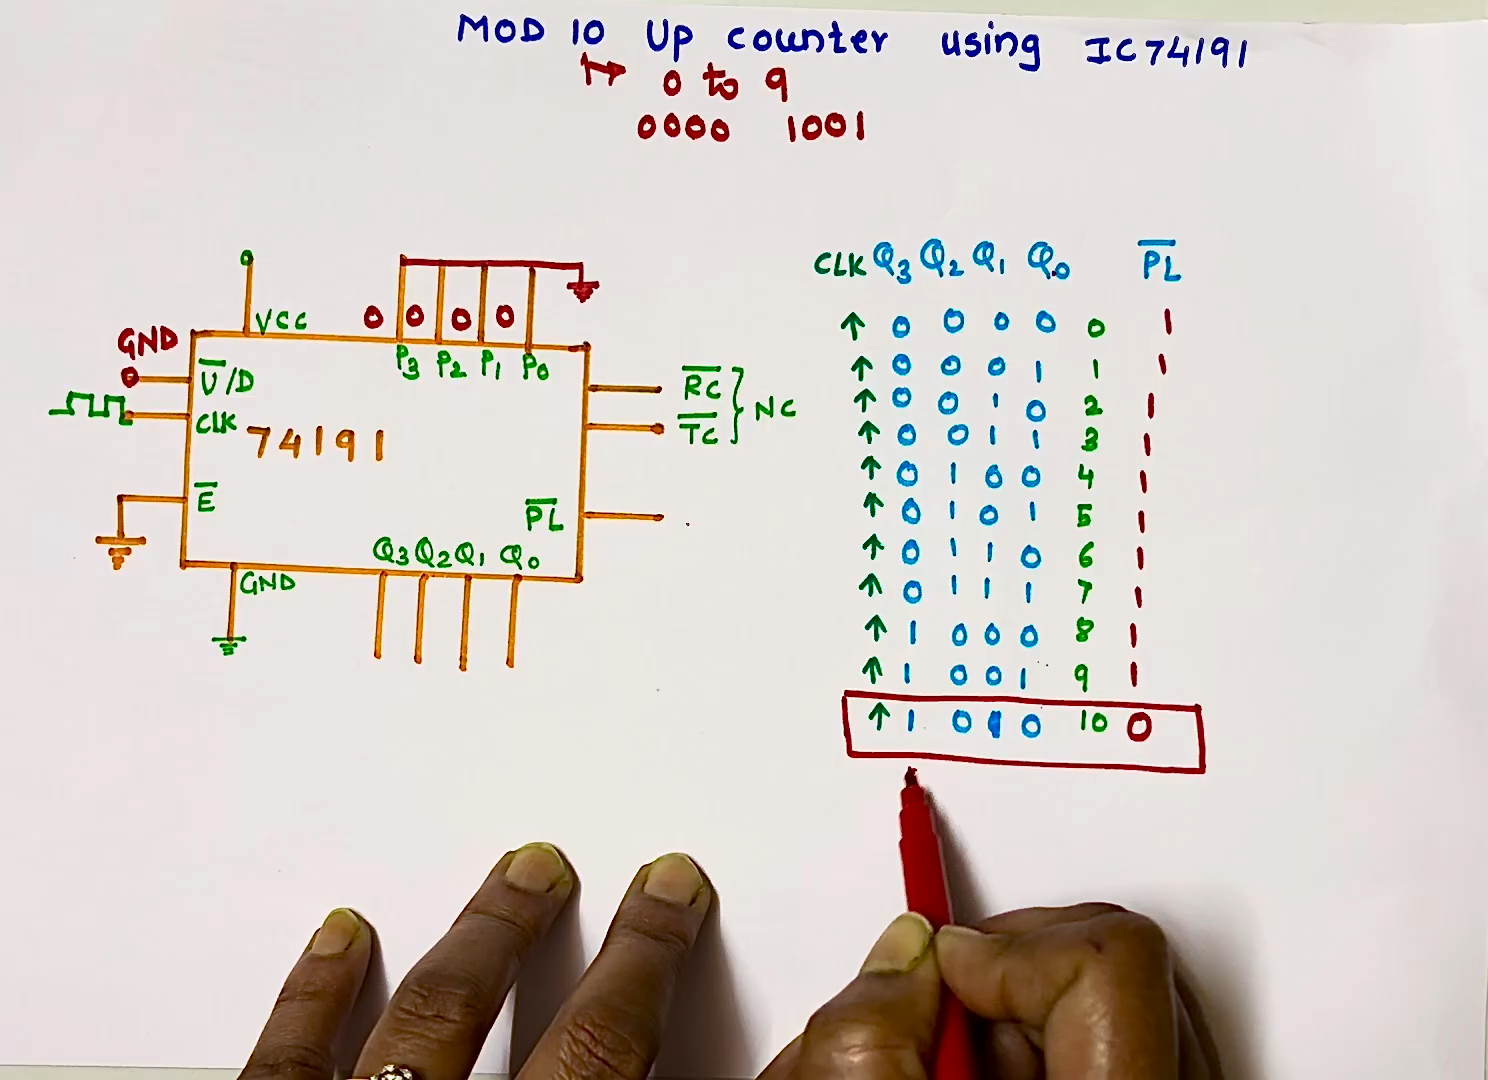 MOD 10 Up counter using IC74191
↦ 0 to 9
0000 1001
VCC
0 0 0 0
GND
P3 P2 P1 P0
U̅/D
CLK
74191
R̅C̅
T̅C̅
NC
E̅
P̅L̅
Q3 Q2 Q1 Q0
GND
CLK Q3 Q2 Q1 Q0 P̅L̅
↑ 0 0 0 0 0 1
↑ 0 0 0 1 1 1
↑ 0 0 1 0 2 1
↑ 0 0 1 1 3 1
↑ 0 1 0 0 4 1
↑ 0 1 0 1 5 1
↑ 0 1 1 0 6 1
↑ 0 1 1 1 7 1
↑ 1 0 0 0 8 1
↑ 1 0 0 1 9 1
↑ 1 0 1 0 10 0